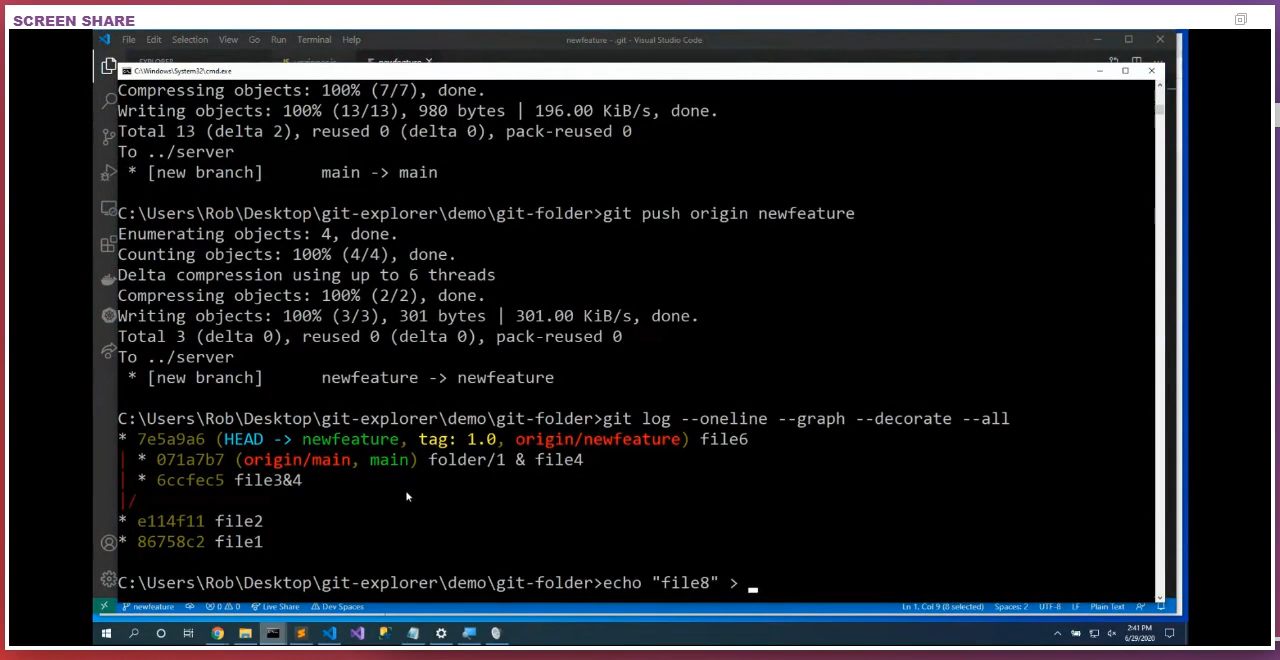 SCREEN SHARE
File Edit Selection View Go Run Terminal Help
newfeature - .git - Visual Studio Code
C:\Windows\System32\cmd.exe
Compressing objects: 100% (7/7), done.
Writing objects: 100% (13/13), 980 bytes | 196.00 KiB/s, done.
Total 13 (delta 2), reused 0 (delta 0), pack-reused 0
To ../server
* [new branch] main -> main
C:\Users\Rob\Desktop\git-explorer\demo\git-folder>git push origin newfeature
Enumerating objects: 4, done.
Counting objects: 100% (4/4), done.
Delta compression using up to 6 threads
Compressing objects: 100% (2/2), done.
Writing objects: 100% (3/3), 301 bytes | 301.00 KiB/s, done.
Total 3 (delta 0), reused 0 (delta 0), pack-reused 0
To ../server
* [new branch] newfeature -> newfeature
C:\Users\Rob\Desktop\git-explorer\demo\git-folder>git log --oneline --graph --decorate --all
* 7e5a9a6 (HEAD -> newfeature, tag: 1.0, origin/newfeature) file6
| * 071a7b7 (origin/main, main) folder/1 & file4
| * 6ccfec5 file3&4
|/
* e114f11 file2
* 86758c2 file1
C:\Users\Rob\Desktop\git-explorer\demo\git-folder>echo "file8" > _
newfeature 0 0 Live Share Dev Spaces Ln 1, Col 9 (8 selected) Spaces: 2 UTF-8 LF Plain Text
2:41 PM
6/29/2020